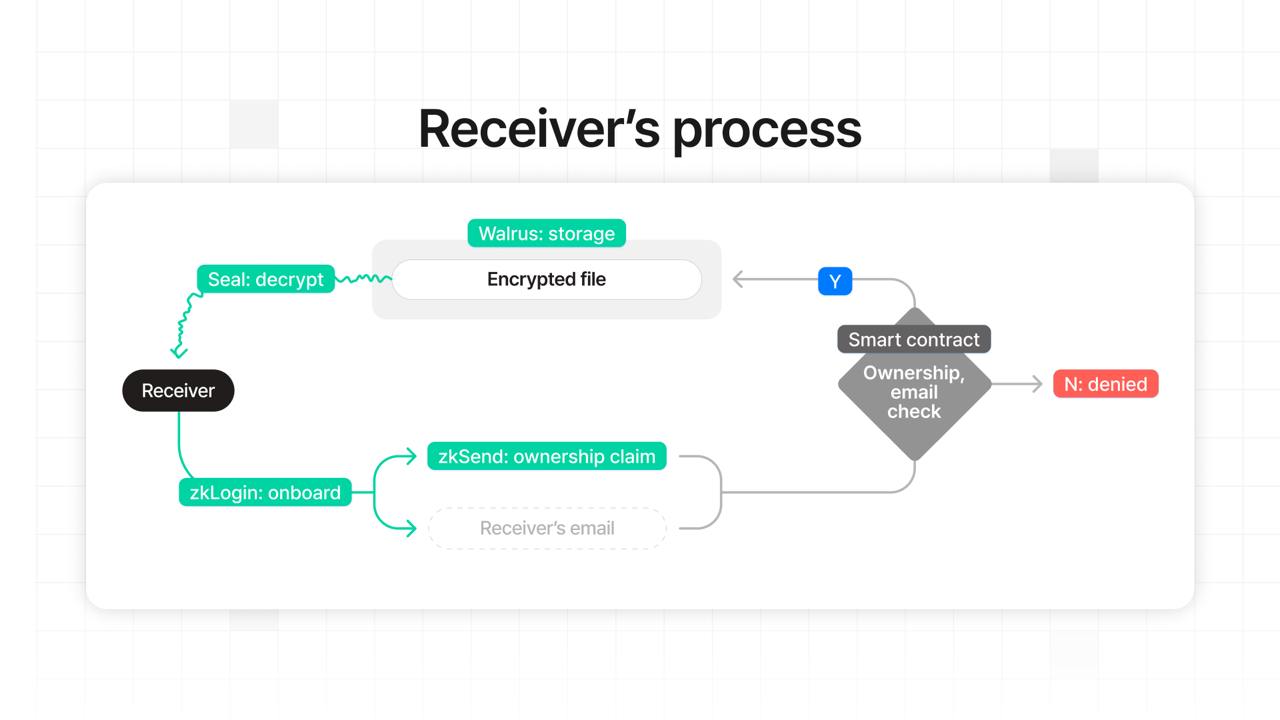 Receiver’s process
Walrus: storage
Seal: decrypt
Encrypted file
Y
Smart contract
Ownership,
email
check
N: denied
Receiver
zkSend: ownership claim
zkLogin: onboard
Receiver’s email